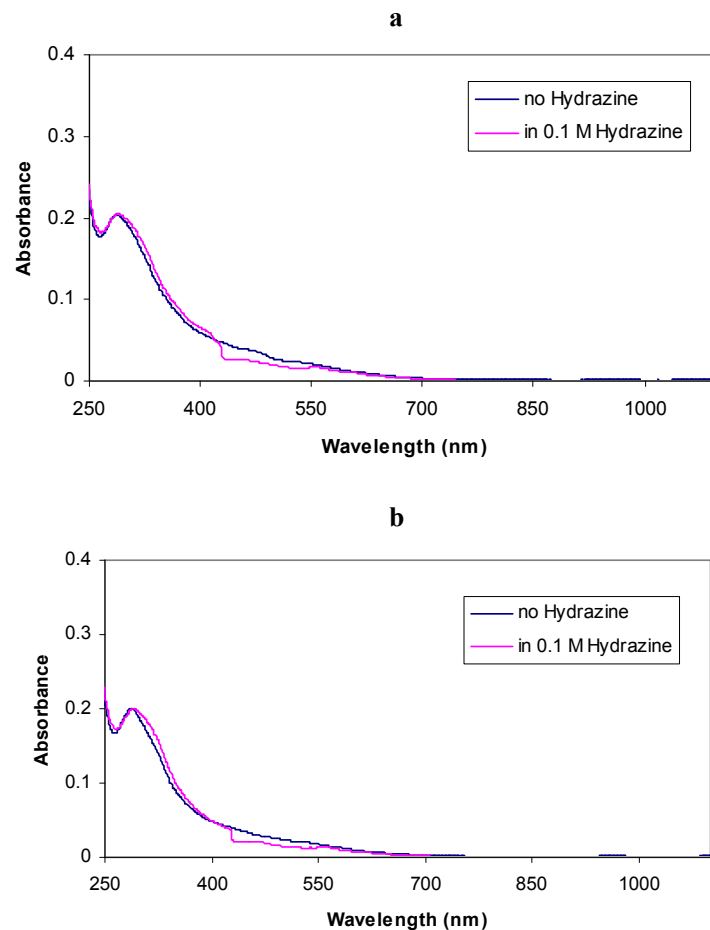 a
0.4
0.3
0.2
0.1
0
Absorbance
no Hydrazine
in 0.1 M Hydrazine
250 400 550 700 850 1000
Wavelength (nm)
b
0.4
0.3
0.2
0.1
0
Absorbance
no Hydrazine
in 0.1 M Hydrazine
250 400 550 700 850 1000
Wavelength (nm)